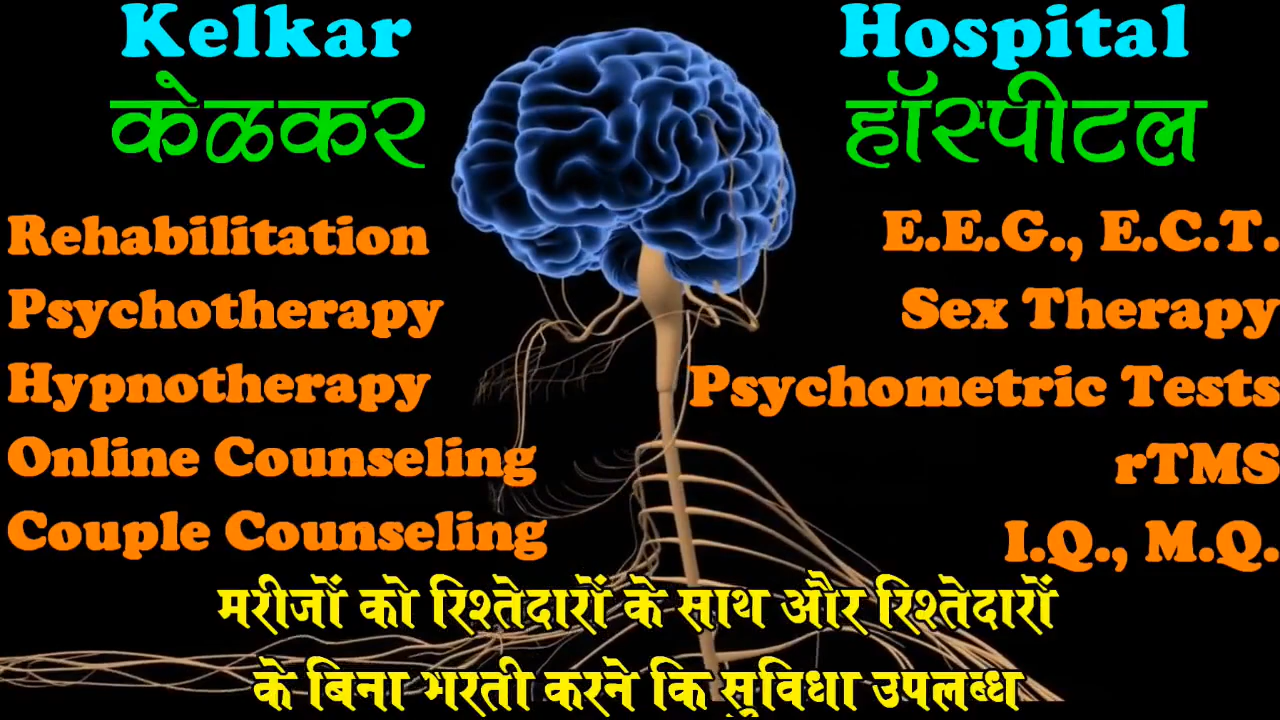 Kelkar Hospital
केळकर हॉस्पीटल
Rehabilitation
Psychotherapy
Hypnotherapy
Online Counseling
Couple Counseling
E.E.G., E.C.T.
Sex Therapy
Psychometric Tests
rTMS
I.Q., M.Q.
मरीजों को रिश्तेदारों के साथ और रिश्तेदारों
के बिना भरती करने कि सुविधा उपलब्ध